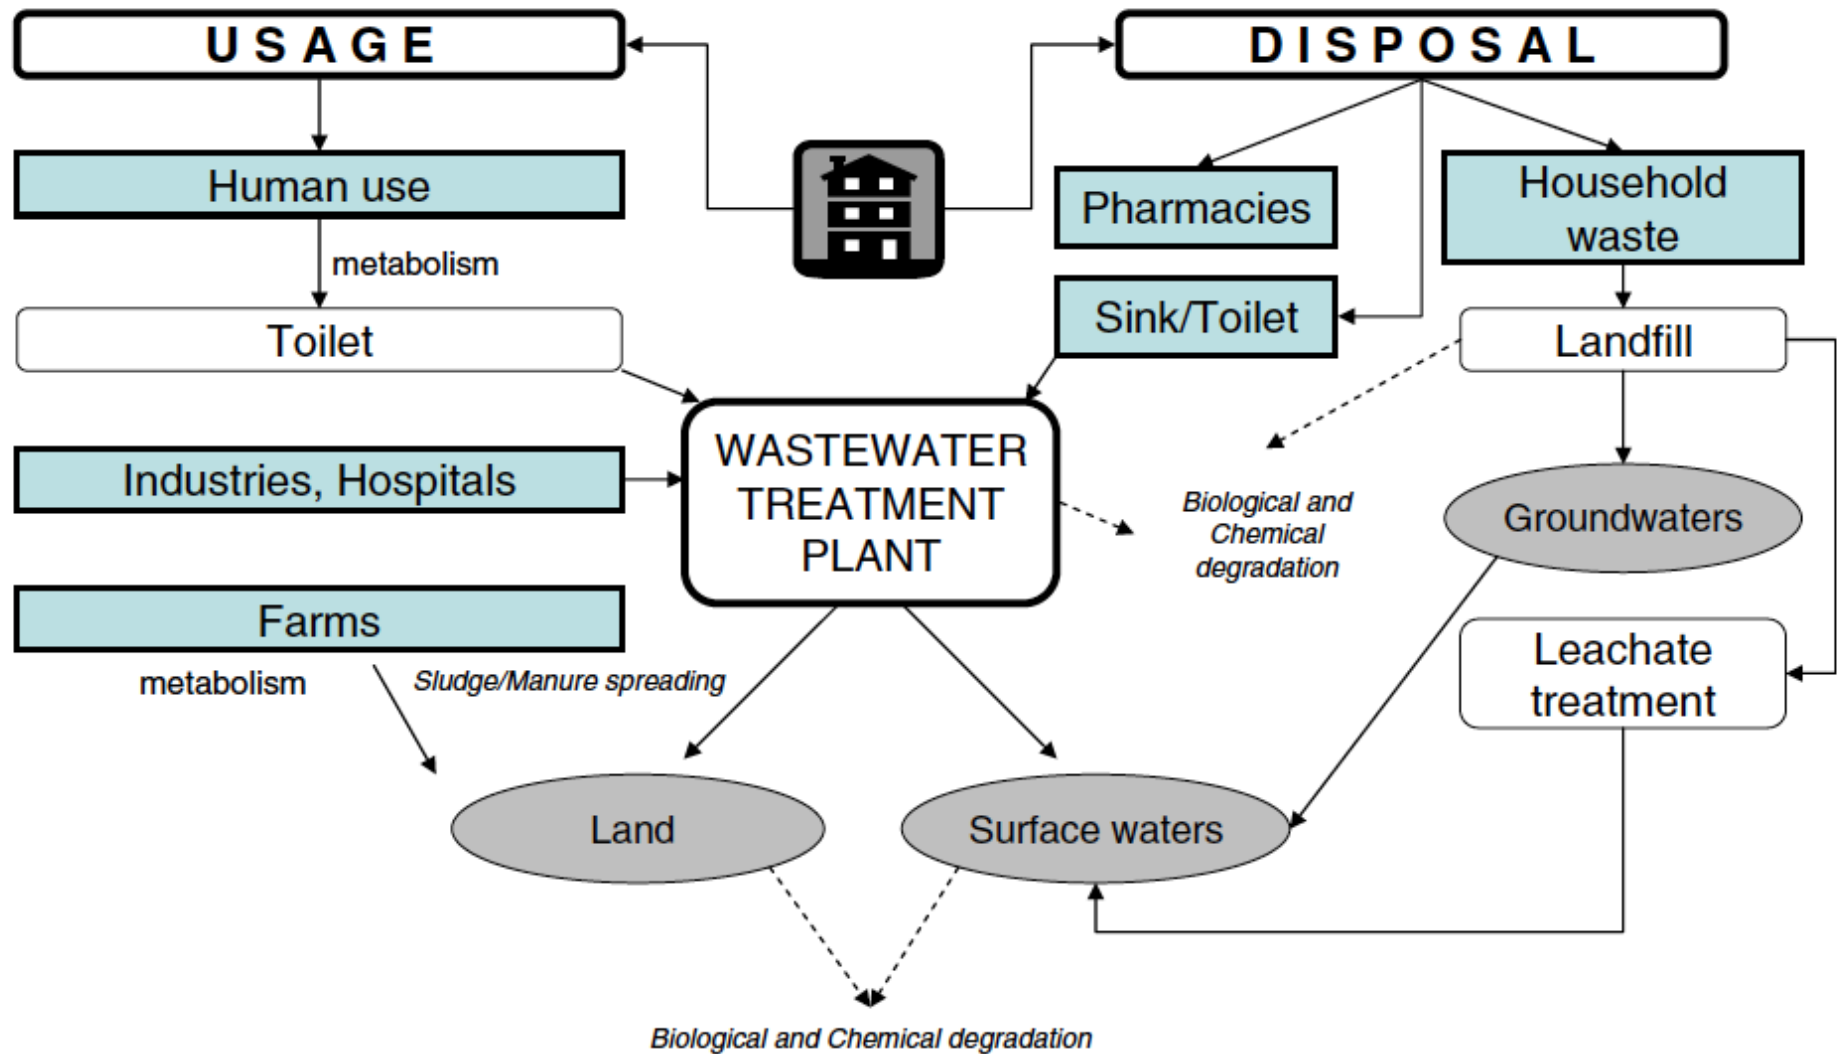 USAGE
DISPOSAL
Human use
Pharmacies
Household
waste
metabolism
Sink/Toilet
Toilet
Landfill
WASTEWATER
TREATMENT
PLANT
Industries, Hospitals
Biological and
Chemical
degradation
Groundwaters
Farms
metabolism
Sludge/Manure spreading
Leachate
treatment
Land
Surface waters
Biological and Chemical degradation